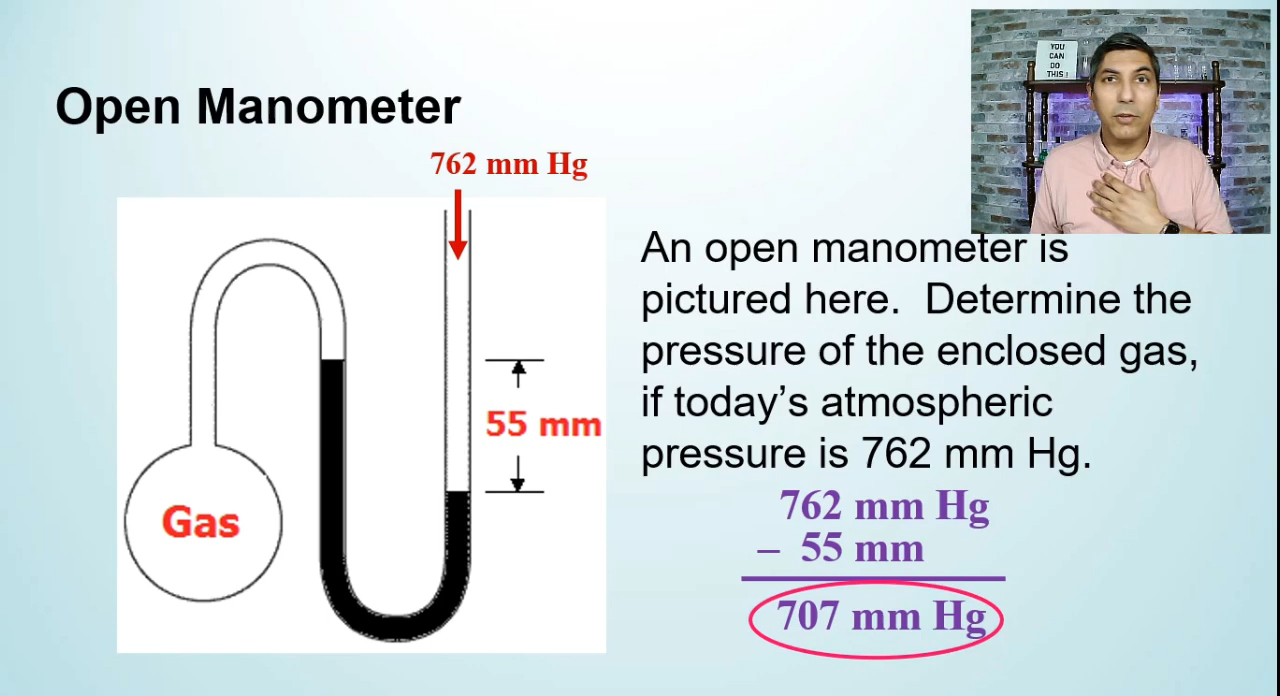 Open Manometer
762 mm Hg
YOU
CAN
DO
THIS!
An open manometer is
pictured here. Determine the
pressure of the enclosed gas,
if today’s atmospheric
pressure is 762 mm Hg.
55 mm
Gas
762 mm Hg
– 55 mm
707 mm Hg